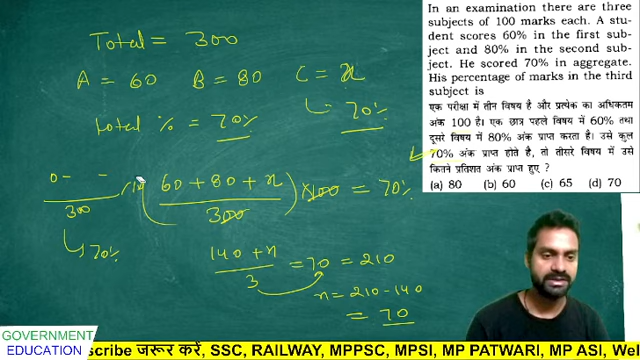 Total = 300
A = 60 B = 80 C = x
↳ 70%
total % = 70%
300
↳ 70%
( 60 + 80 + x / 300 ) × 100 = 70%
140 + x / 3 = 70 = 210
x = 210 - 140
= 70
In an examination there are three
subjects of 100 marks each. A stu-
dent scores 60% in the first sub-
ject and 80% in the second sub-
ject. He scored 70% in aggregate.
His percentage of marks in the third
subject is
एक परीक्षा में तीन विषय है और प्रत्येक का अधिकतम
अंक 100 है। एक छात्र पहले विषय में 60% तथा
दूसरे विषय में 80% अंक प्राप्त करता है। उसे कुल
70% अंक प्राप्त होते है, तो तीसरे विषय में उसे
कितने प्रतिशत अंक प्राप्त हुए ?
(a) 80 (b) 60 (c) 65 (d) 70
GOVERNMENT
EDUCATION
scribe जरूर करें, SSC, RAILWAY, MPPSC, MPSI, MP PATWARI, MP ASI, Wel